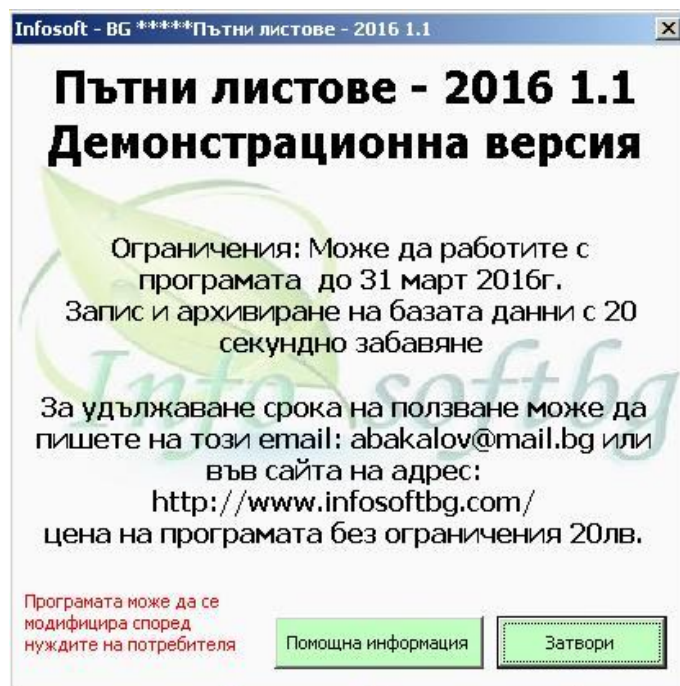 Infosoft - BG *****Пътни листове - 2016 1.1
Пътни листове - 2016 1.1
Демонстрационна версия
Ограничения: Може да работите с
програмата до 31 март 2016г.
Запис и архивиране на базата данни с 20
секундно забавяне
Info softbg
За удължаване срока на ползване може да
пишете на този email: abakalov@mail.bg или
във сайта на адрес:
http://www.infosoftbg.com/
цена на програмата без ограничения 20лв.
Програмата може да се
модифицира според
нуждите на потребителя
Помощна информация
Затвори